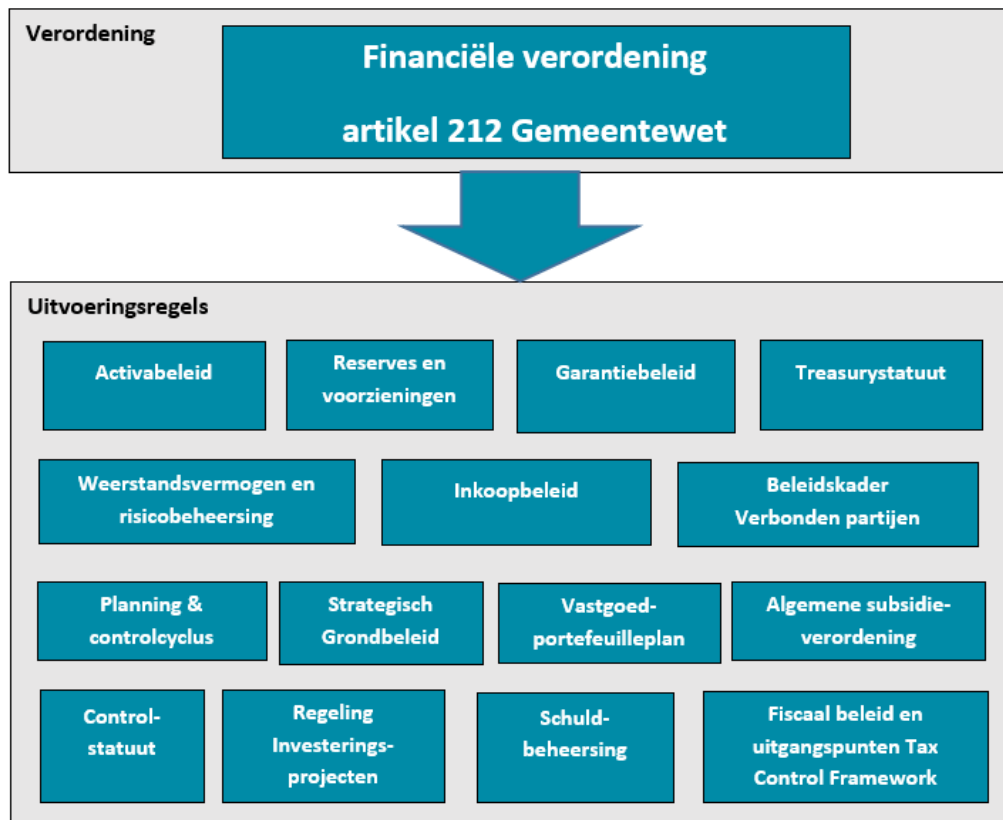 Verordening
Financiële verordening
artikel 212 Gemeentewet
Uitvoeringsregels
Activabeleid
Reserves en
voorzieningen
Garantiebeleid
Treasurystatuut
Weerstandsvermogen en
risicobeheersing
Inkoopbeleid
Beleidskader
Verbonden partijen
Planning &
controlcyclus
Strategisch
Grondbeleid
Vastgoed-
portefeuilleplan
Algemene subsidie-
verordening
Control-
statuut
Regeling
Investerings-
projecten
Schuld-
beheersing
Fiscaal beleid en
uitgangspunten Tax
Control Framework